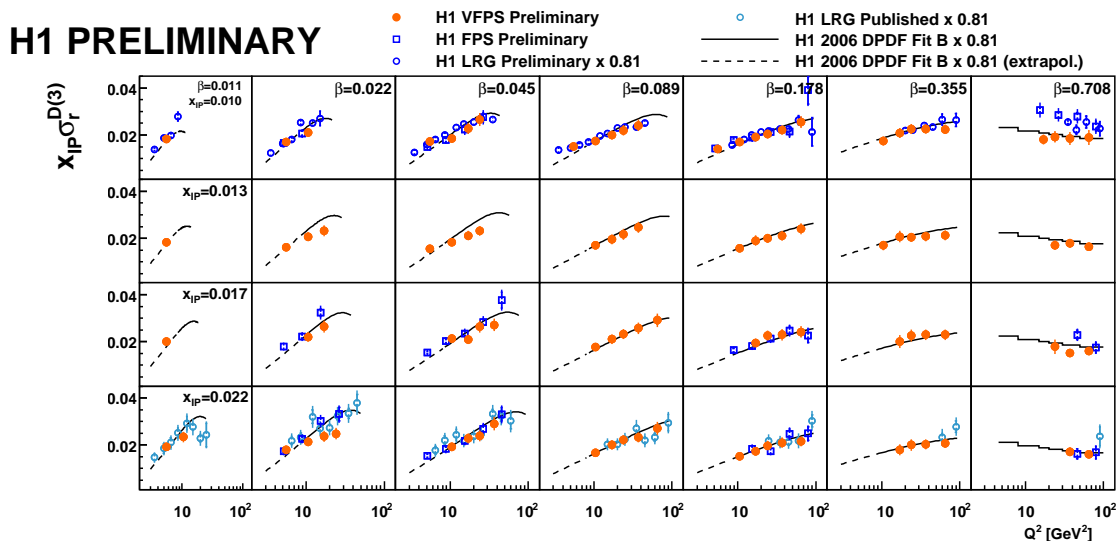 H1 PRELIMINARY
H1 VFPS Preliminary
H1 FPS Preliminary
H1 LRG Preliminary x 0.81
H1 LRG Published x 0.81
H1 2006 DPDF Fit B x 0.81
H1 2006 DPDF Fit B x 0.81 (extrapol.)
x_IP σ_r^D(3)
0.04
0.02
β=0.011
x_IP=0.010
β=0.022
β=0.045
β=0.089
β=0.178
β=0.355
β=0.708
0.04
0.02
x_IP=0.013
0.04
0.02
x_IP=0.017
0.04
0.02
x_IP=0.022
10 10^2
10 10^2
10 10^2
10 10^2
10 10^2
10 10^2
10 10^2
Q^2 [GeV^2]